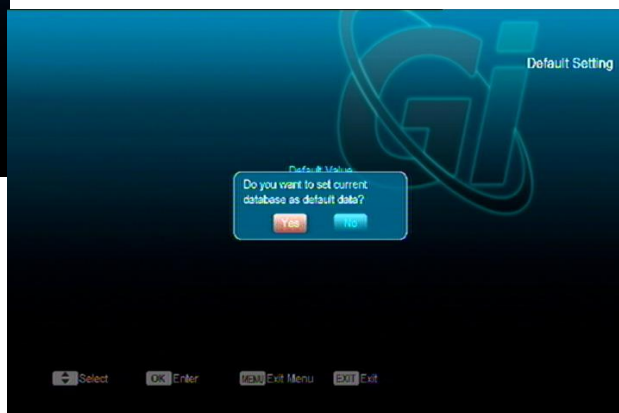 Gi
Default Setting
Default Value
Do you want to set current
database as default data?
Yes
No
Select
OK Enter
MENU Exit Menu
EXIT Exit